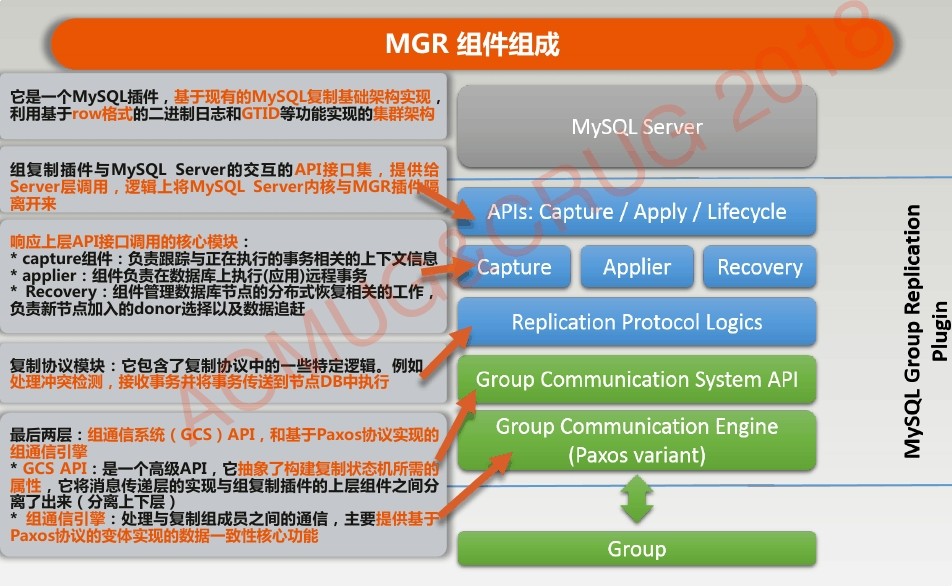 MGR 组件组成
它是一个MySQL插件，基于现有的MySQL复制基础架构实现，
利用基于row格式的二进制日志和GTID等功能实现的集群架构
组复制插件与MySQL Server的交互的API接口集，提供给
Server层调用，逻辑上将MySQL Server内核与MGR插件隔
离开来
响应上层API接口调用的核心模块：
* capture组件：负责跟踪与正在执行的事务相关的上下文信息
* applier：组件负责在数据库上执行(应用)远程事务
* Recovery：组件管理数据库节点的分布式恢复相关的工作，
负责新节点加入的donor选择以及数据追赶
复制协议模块：它包含了复制协议中的一些特定逻辑。例如
处理冲突检测，接收事务并将事务传送到节点DB中执行
最后两层：组通信系统（GCS）API，和基于Paxos协议实现的
组通信引擎
* GCS API：是一个高级API，它抽象了构建复制状态机所需的
属性，它将消息传递层的实现与组复制插件的上层组件之间分
离了出来（分离上下层）
* 组通信引擎：处理与复制组成员之间的通信，主要提供基于
Paxos协议的变体实现的数据一致性核心功能
MySQL Server
APIs: Capture / Apply / Lifecycle
Capture
Applier
Recovery
Replication Protocol Logics
Group Communication System API
Group Communication Engine
(Paxos variant)
Group
MySQL Group Replication
Plugin
ACMUG&CRUG 2018